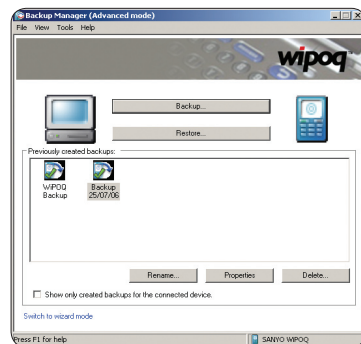 Backup Manager (Advanced mode)
File View Tools Help
wipoq
Backup...
Restore...
Previously created backups:
WiPOQ Backup
Backup 25/07/06
Rename... Properties Delete...
Show only created backups for the connected device.
Switch to wizard mode
Press F1 for help SANYO WIPOQ